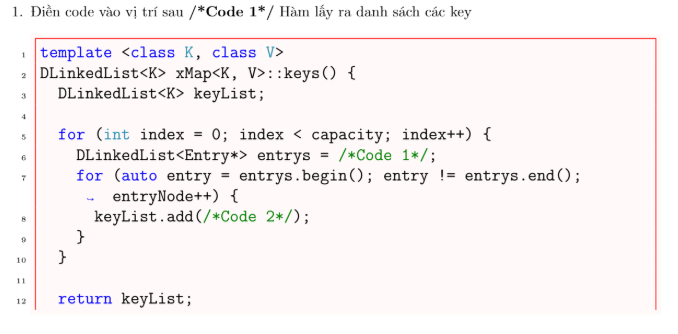 1. Điền code vào vị trí sau /*Code 1*/ Hàm lấy ra danh sách các key
1 template <class K, class V>
2 DLinkedList<K> xMap<K, V>::keys() {
3 DLinkedList<K> keyList;
4
5 for (int index = 0; index < capacity; index++) {
6 DLinkedList<Entry*> entrys = /*Code 1*/;
7 for (auto entry = entrys.begin(); entry != entrys.end();
→ entryNode++) {
8 keyList.add(/*Code 2*/);
9 }
10 }
11
12 return keyList;